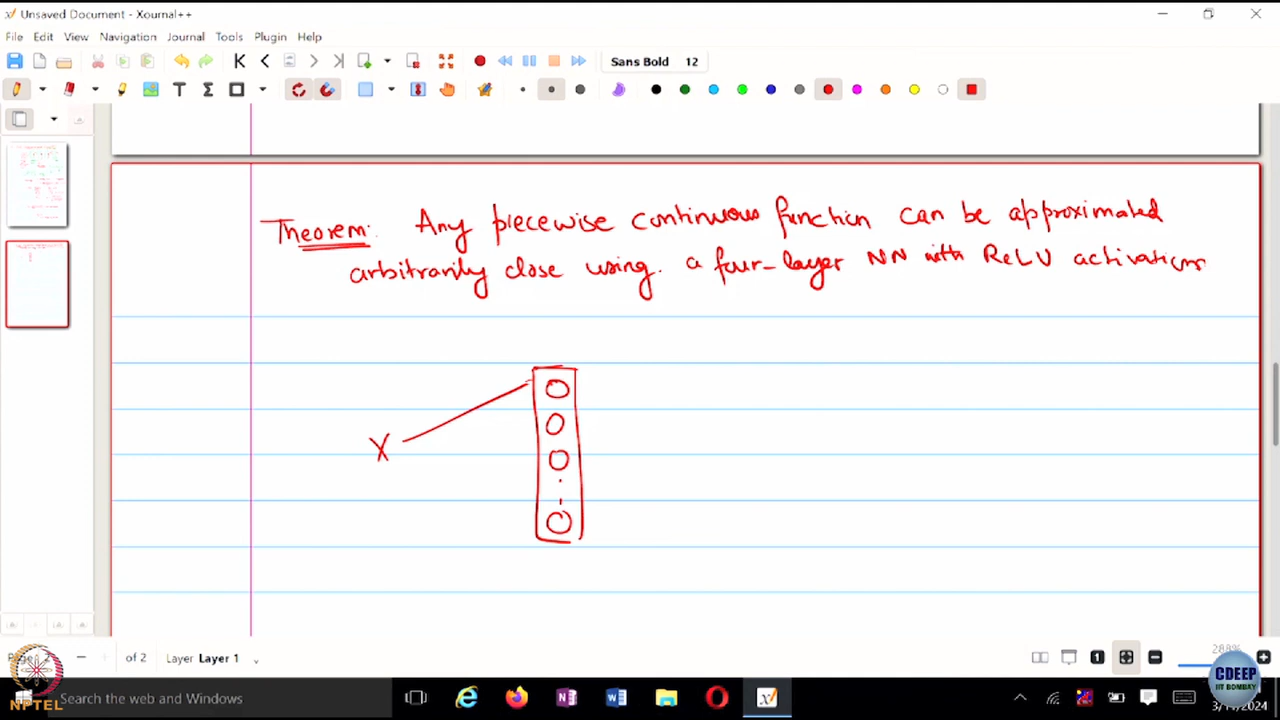 Unsaved Document - Xournal++
File Edit View Navigation Journal Tools Plugin Help
Sans Bold 12
Theorem: Any piecewise continuous function can be approximated
arbitrarily close using a four-layer NN with ReLU activations
X
of 2 Layer Layer 1
288%
Search the web and Windows
NPTEL
CDEEP
IIT BOMBAY